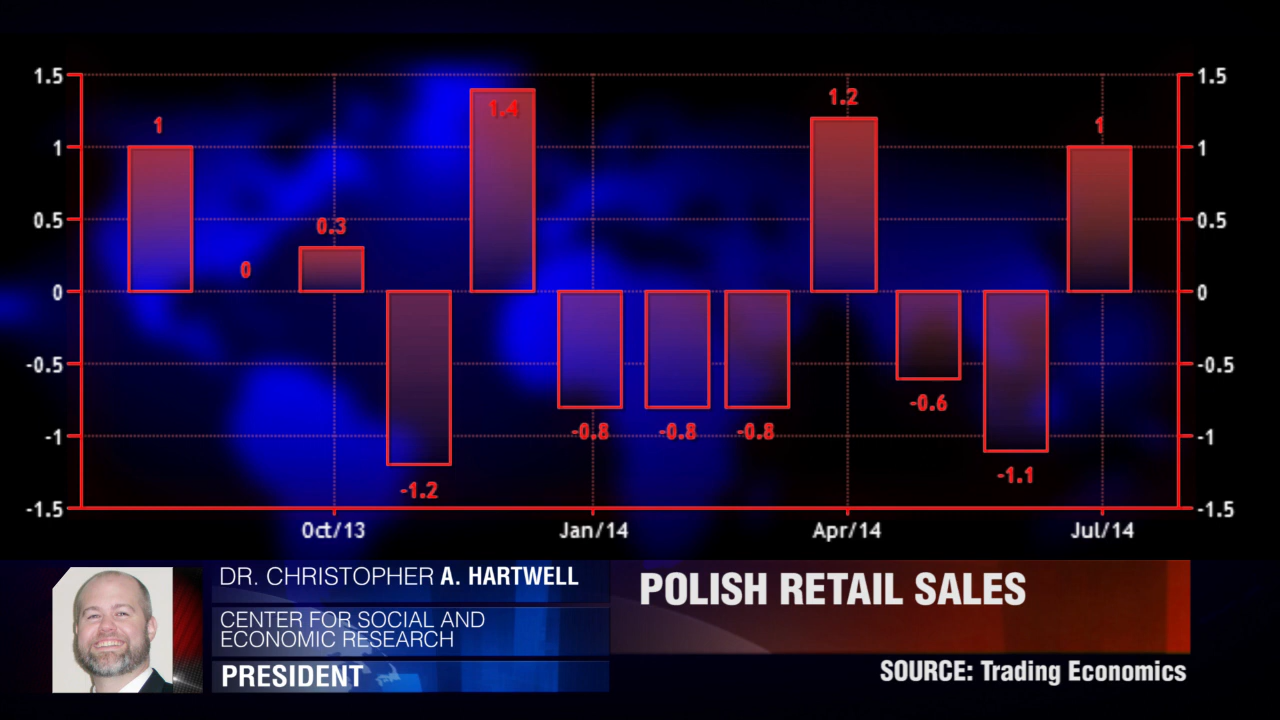 1.5 1.5
1.4
1.2
1 1
1 1
0.5 0.5
0.3
0
0 0
-0.5 -0.5
-0.6
-0.8 -0.8 -0.8
-1 -1
-1.1
-1.2
-1.5 -1.5
Oct/13 Jan/14 Apr/14 Jul/14
DR. CHRISTOPHER A. HARTWELL
CENTER FOR SOCIAL AND
ECONOMIC RESEARCH
PRESIDENT
POLISH RETAIL SALES
SOURCE: Trading Economics